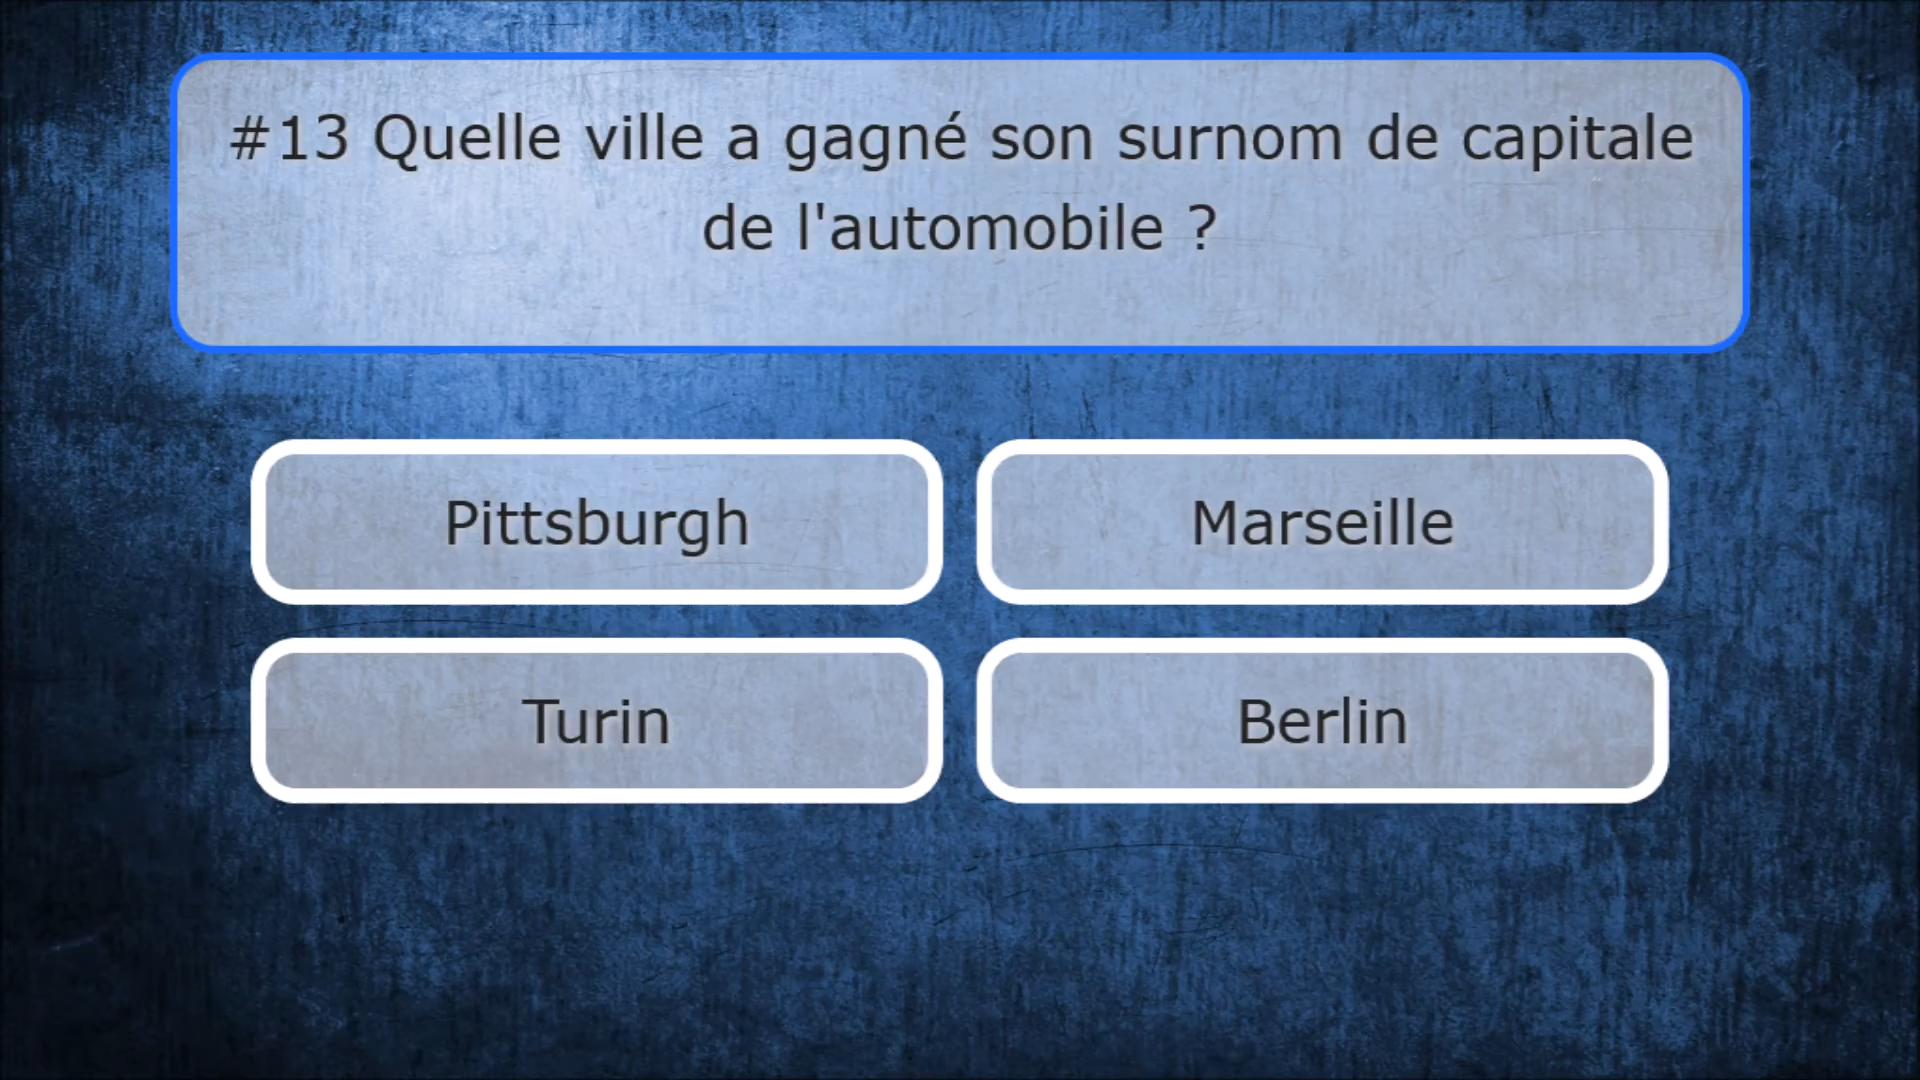 #13 Quelle ville a gagné son surnom de capitale
de l'automobile ?
Pittsburgh
Marseille
Turin
Berlin